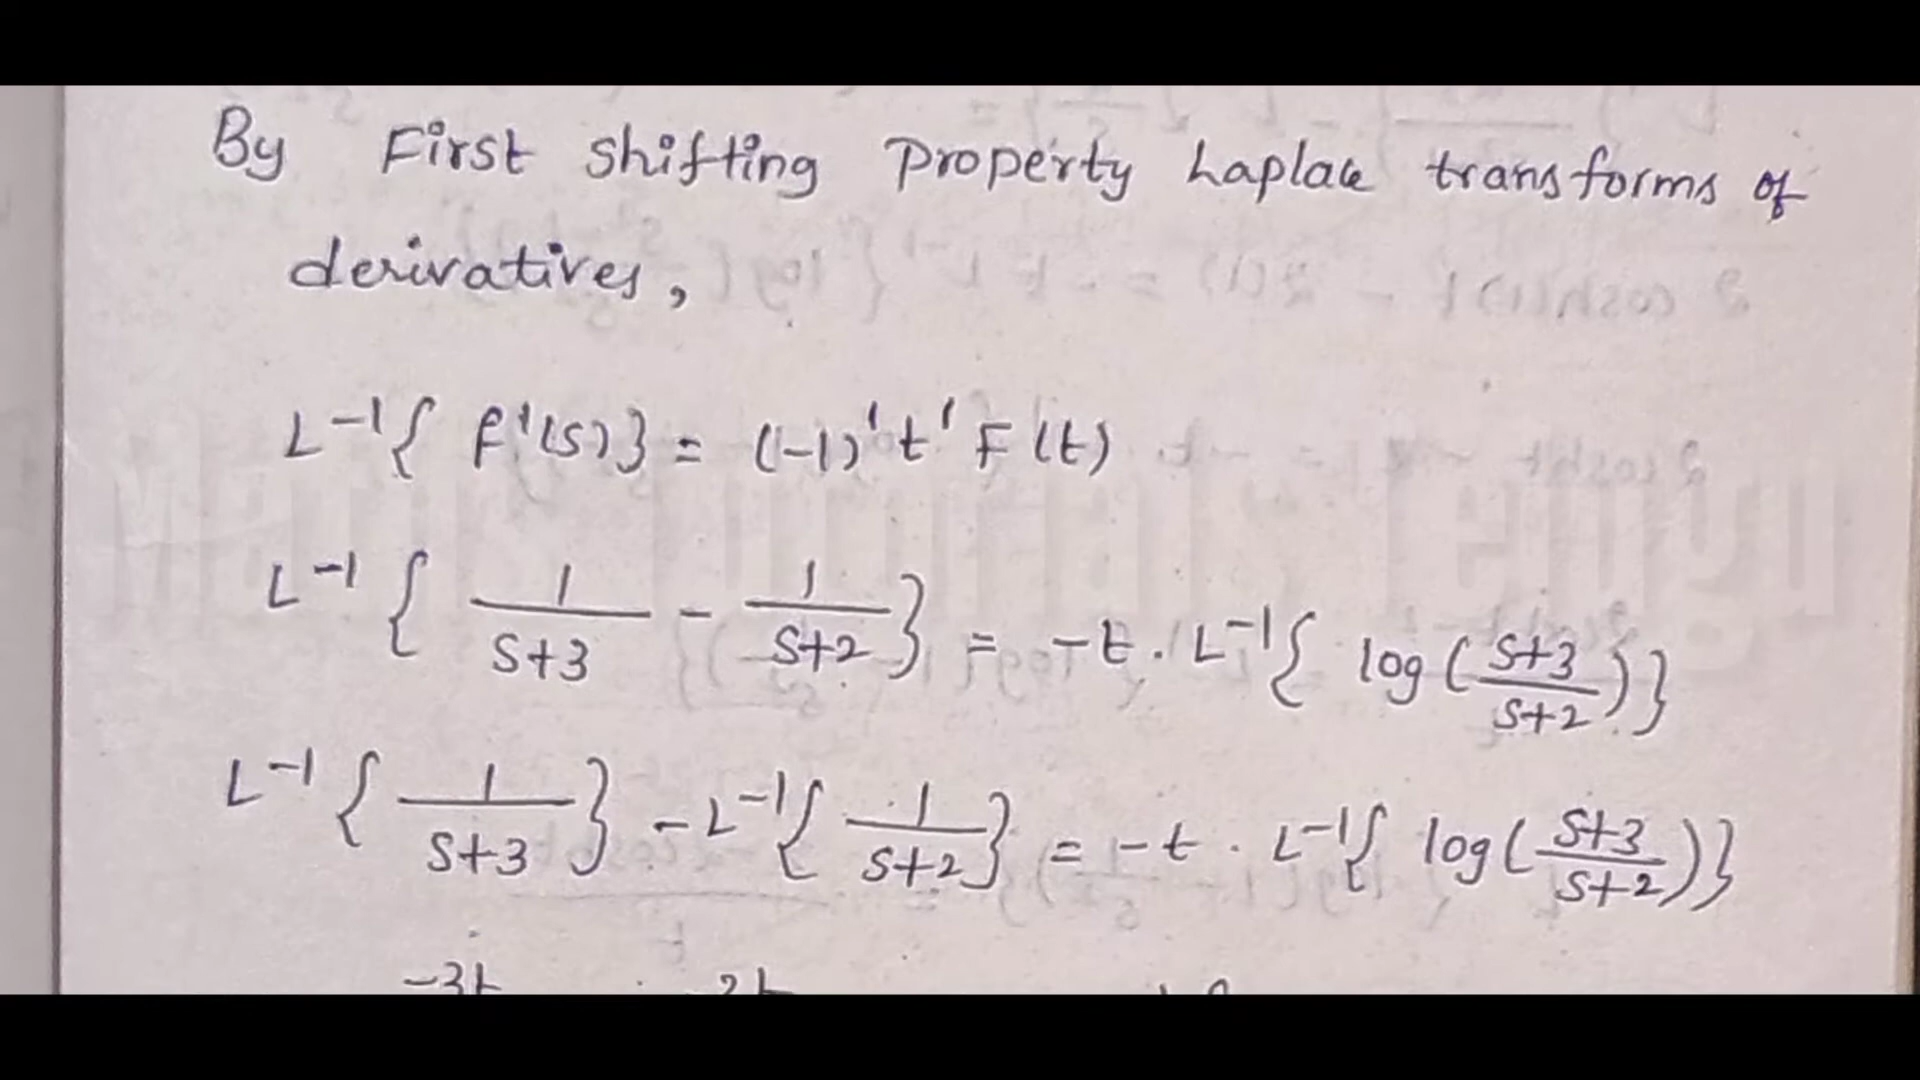 By First shifting Property Laplace transforms of
derivatives,
L⁻¹{ f'(s)} = (-1)' t' F(t)
L⁻¹ { 1/(s+3) - 1/(s+2) } = -t. L⁻¹{ log (s+3/s+2)}
L⁻¹ { 1/(s+3) } - L⁻¹{ 1/(s+2) } = -t . L⁻¹{ log (s+3/s+2)}